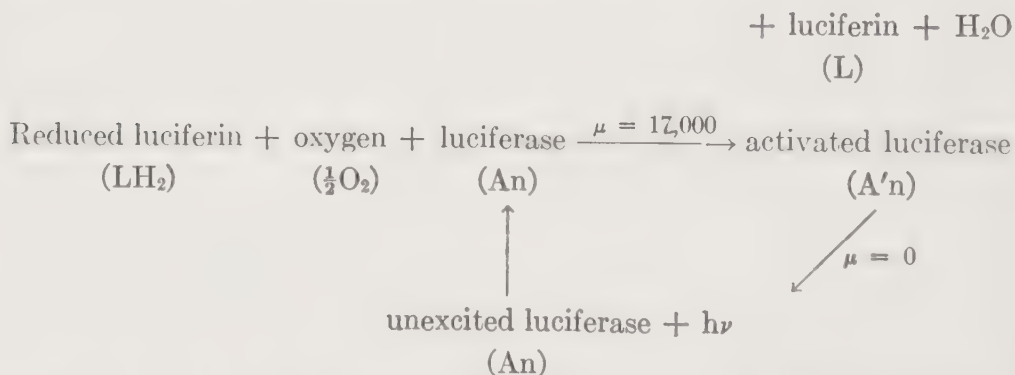 + luciferin + H₂O
(L)
Reduced luciferin + oxygen + luciferase μ = 17,000 → activated luciferase
(LH₂) (½O₂) (An) (A′n)
μ = 0
unexcited luciferase + hν
(An)